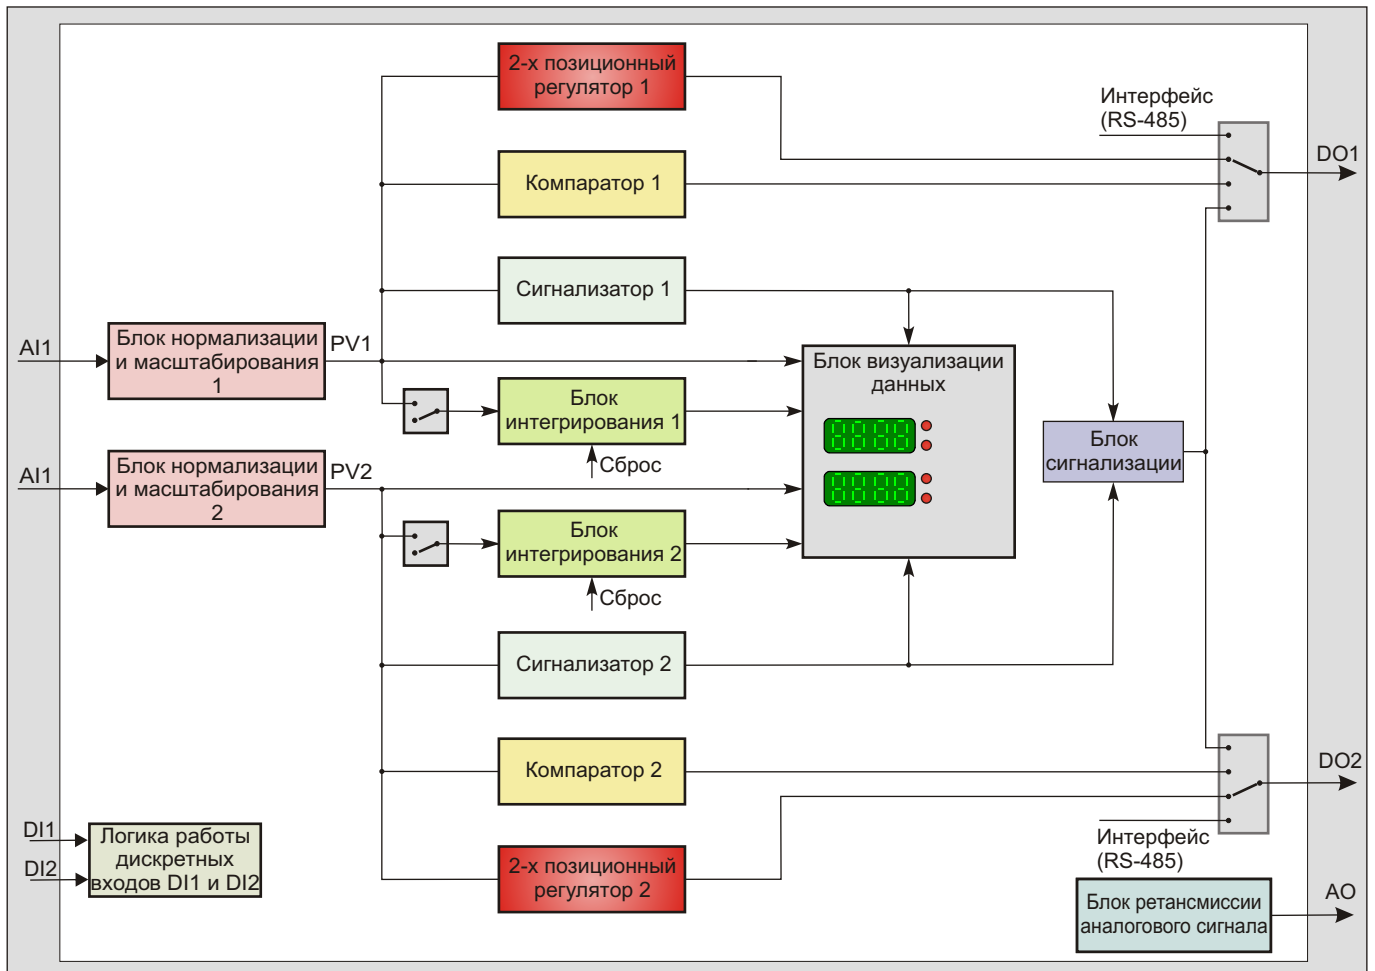 2-х позиционный
регулятор 1
Интерфейс
(RS-485)
DO1
Компаратор 1
Сигнализатор 1
AI1
Блок нормализации
и масштабирования
1
PV1
Блок визуализации
данных
Блок
интегрирования 1
Сброс
Блок
сигнализации
AI1
Блок нормализации
и масштабирования
2
PV2
Блок
интегрирования 2
Сброс
Сигнализатор 2
Компаратор 2
DO2
DI1
DI2
Логика работы
дискретных
входов DI1 и DI2
2-х позиционный
регулятор 2
Интерфейс
(RS-485)
Блок ретансмиссии
аналогового сигнала
AO